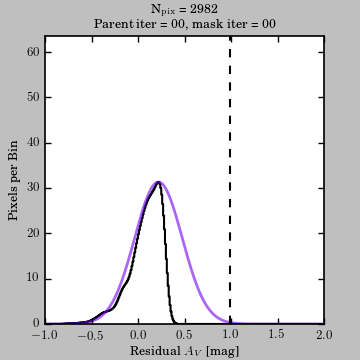 N_pix = 2982
Parent iter = 00, mask iter = 00
60
50
40
30
20
10
0
Pixels per Bin
−1.0 −0.5 0.0 0.5 1.0 1.5 2.0
Residual A_V [mag]